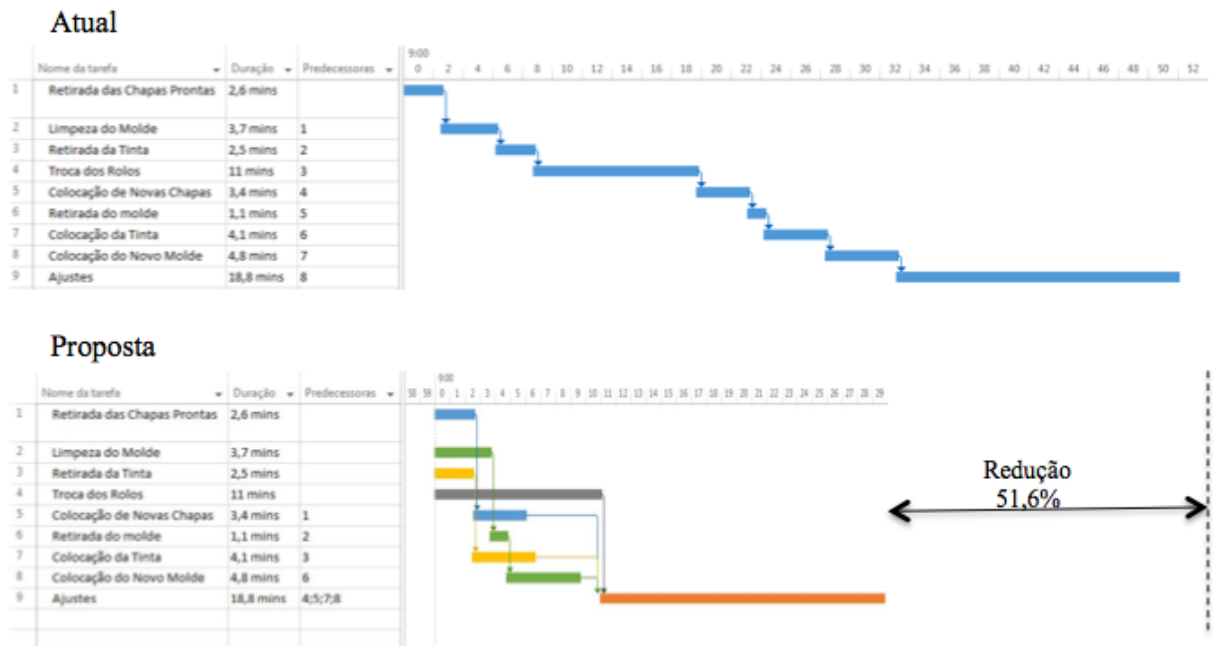 Atual
9:00
Nome da tarefa Duração Predecessoras 0 2 4 6 8 10 12 14 16 18 20 22 24 26 28 30 32 34 36 38 40 42 44 46 48 50 52
1 Retirada das Chapas Prontas 2,6 mins
2 Limpeza do Molde 3,7 mins 1
3 Retirada da Tinta 2,5 mins 2
4 Troca dos Rolos 11 mins 3
5 Colocação de Novas Chapas 3,4 mins 4
6 Retirada do molde 1,1 mins 5
7 Colocação da Tinta 4,1 mins 6
8 Colocação do Novo Molde 4,8 mins 7
9 Ajustes 18,8 mins 8
Proposta
9:00
Nome da tarefa Duração Predecessoras 58 59 0 1 2 3 4 5 6 7 8 9 10 11 12 13 14 15 16 17 18 19 20 21 22 23 24 25 26 27 28 29
1 Retirada das Chapas Prontas 2,6 mins
2 Limpeza do Molde 3,7 mins
3 Retirada da Tinta 2,5 mins
4 Troca dos Rolos 11 mins
5 Colocação de Novas Chapas 3,4 mins 1
6 Retirada do molde 1,1 mins 2
7 Colocação da Tinta 4,1 mins 3
8 Colocação do Novo Molde 4,8 mins 6
9 Ajustes 18,8 mins 4;5;7;8
Redução
51,6%